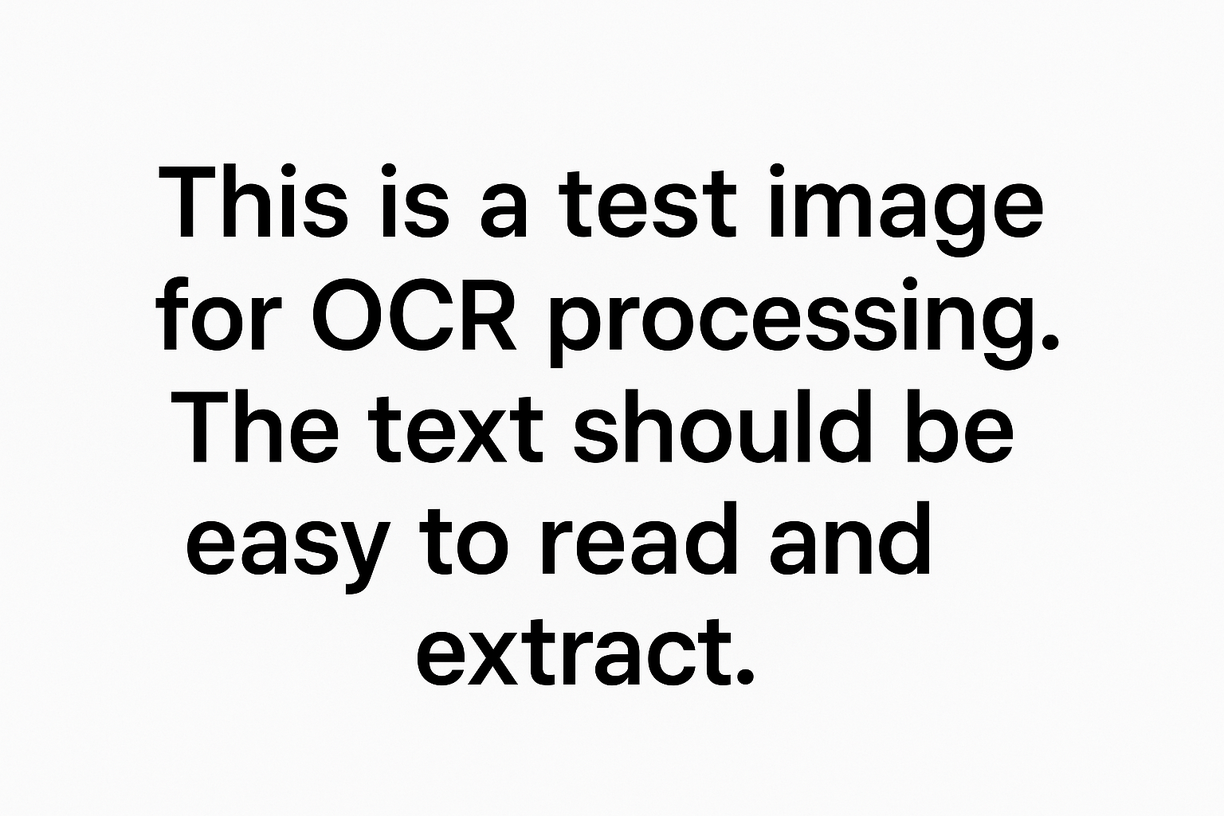 This is a test image
for OCR processing.
The text should be
easy to read and
extract.